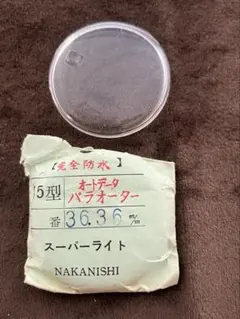 【完全防水】
5型 オートデータ
パラオーター
番 36.36 m/m
スーパーライト
NAKANISHI